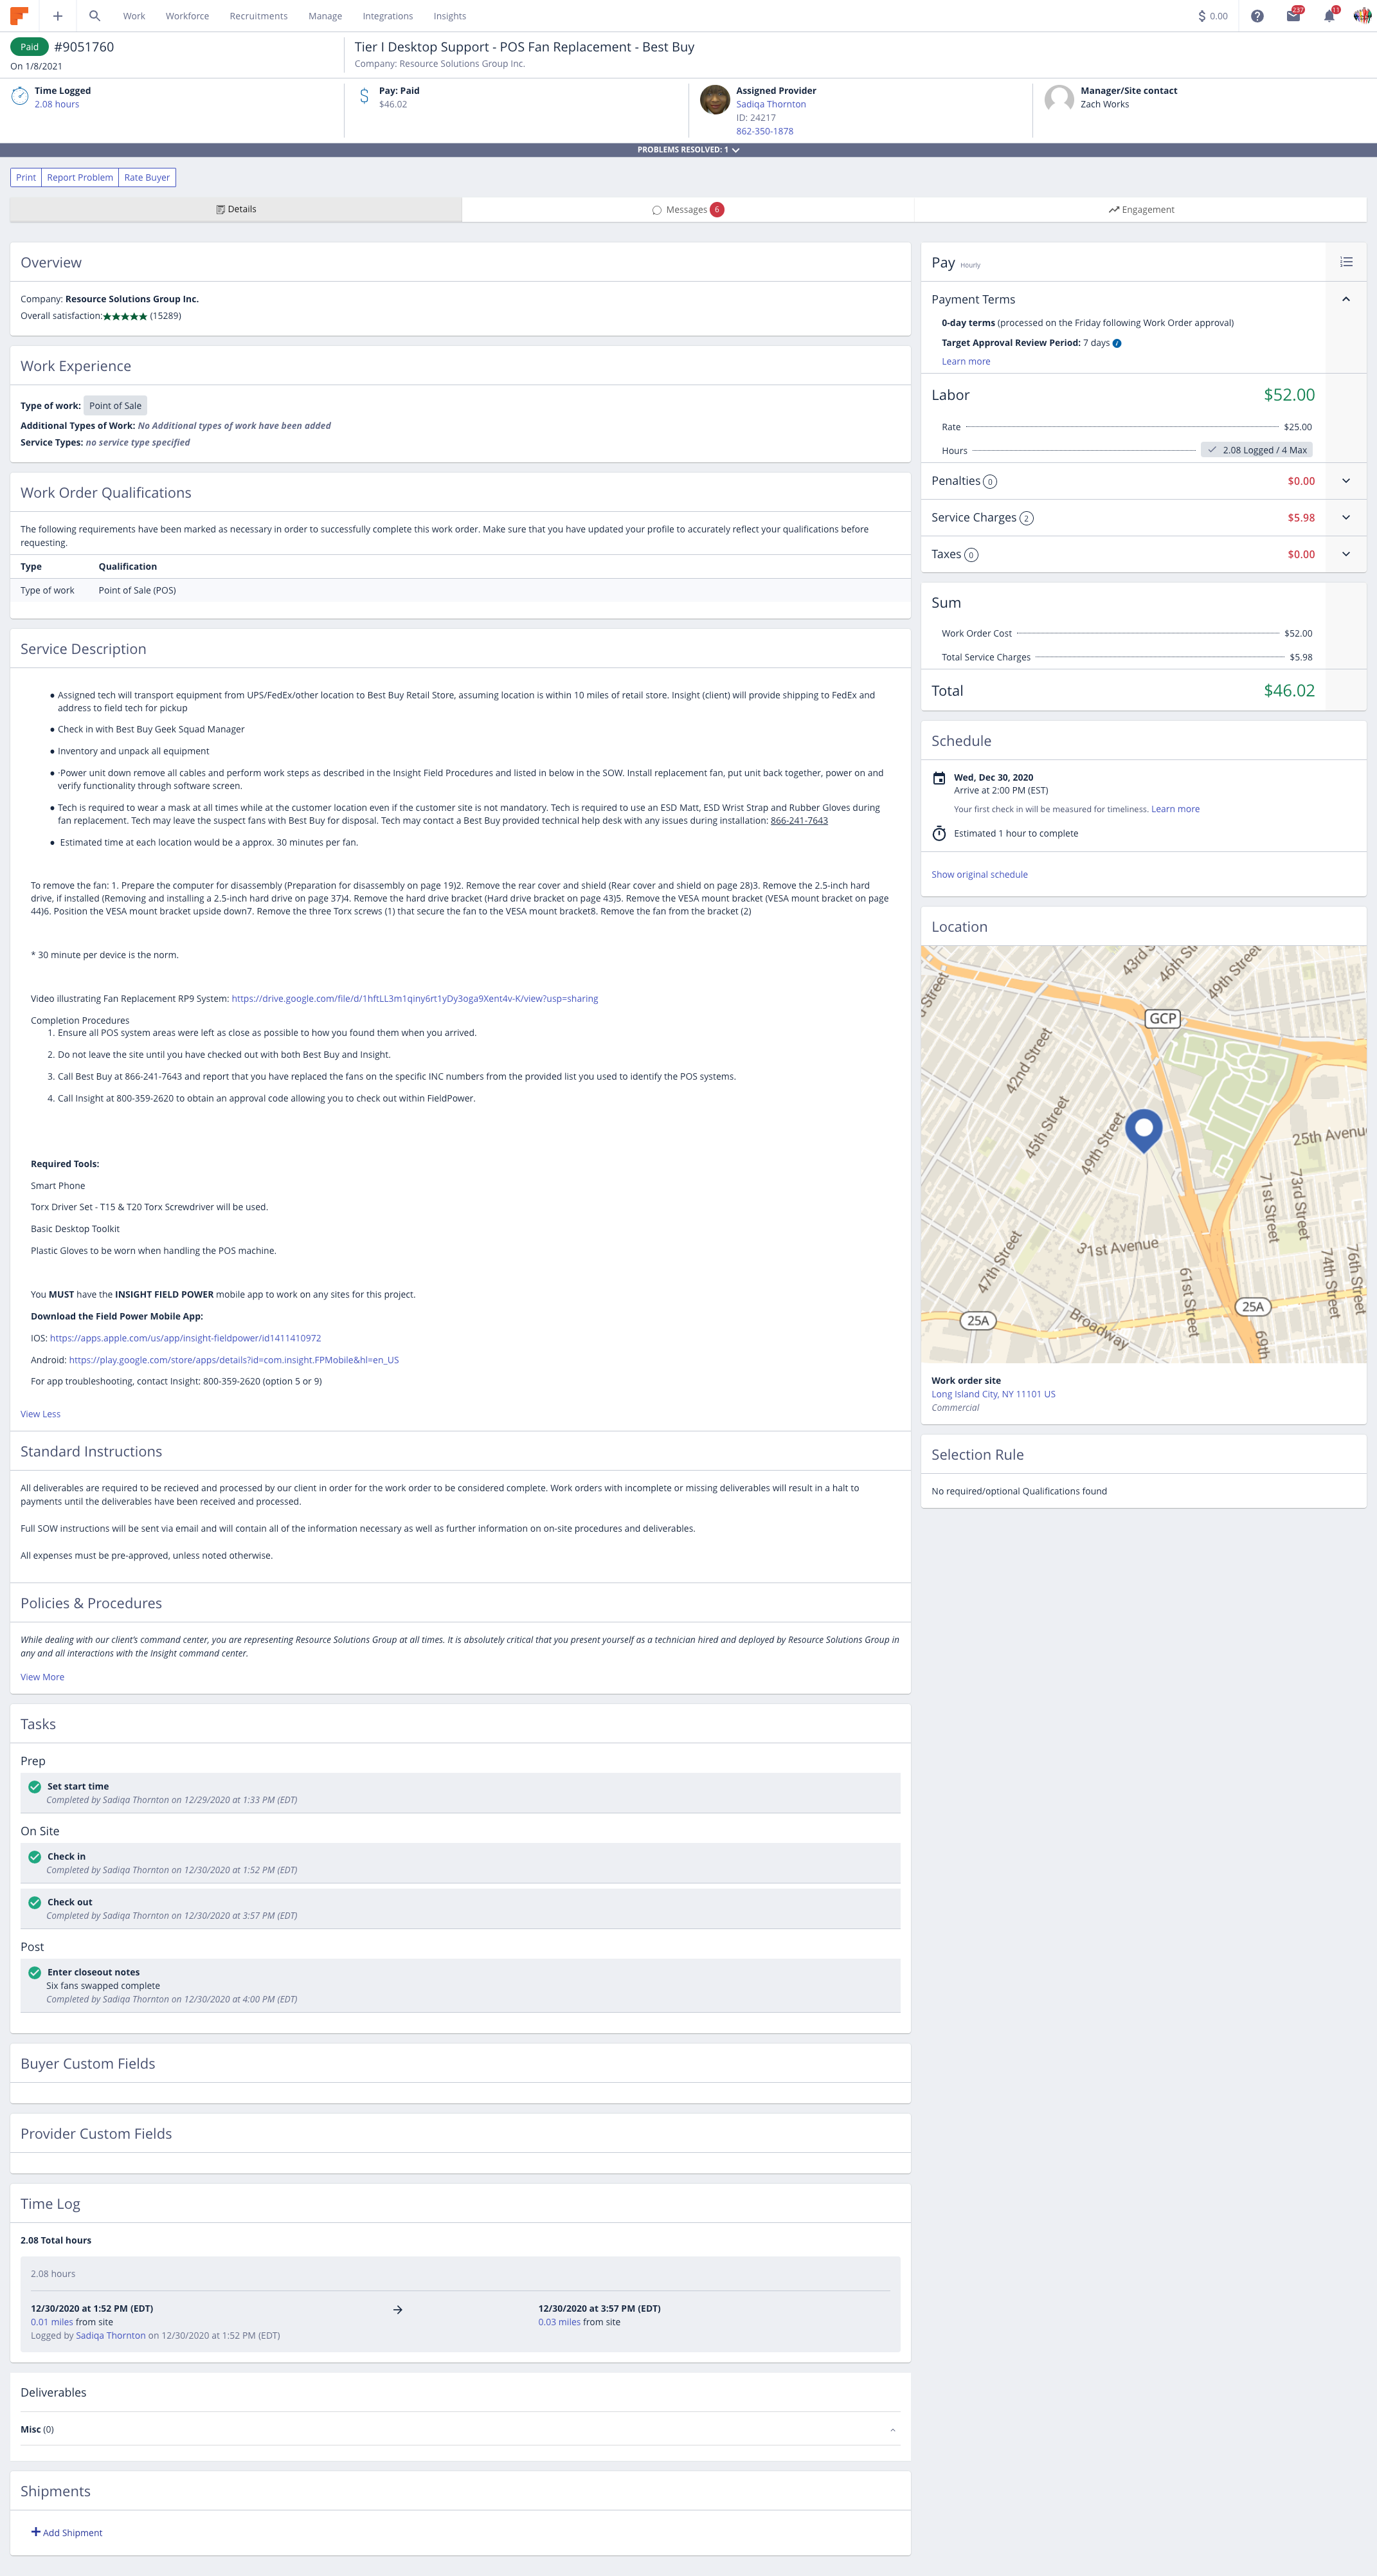 Work Workforce Recruitments Manage Integrations Insights $ 0.00 237 11
Paid #9051760
On 1/8/2021
Tier I Desktop Support - POS Fan Replacement - Best Buy
Company: Resource Solutions Group Inc.
Time Logged
2.08 hours
Pay: Paid
$46.02
Assigned Provider
Sadiqa Thornton
ID: 24217
862-350-1878
Manager/Site contact
Zach Works
PROBLEMS RESOLVED: 1
Print Report Problem Rate Buyer
Details Messages 6 Engagement
Overview
Company: Resource Solutions Group Inc.
Overall satisfaction:★★★★★ (15289)
Work Experience
Type of work: Point of Sale
Additional Types of Work: No Additional types of work have been added
Service Types: no service type specified
Work Order Qualifications
The following requirements have been marked as necessary in order to successfully complete this work order. Make sure that you have updated your profile to accurately reflect your qualifications before
requesting.
Type Qualification
Type of work Point of Sale (POS)
Service Description
● Assigned tech will transport equipment from UPS/FedEx/other location to Best Buy Retail Store, assuming location is within 10 miles of retail store. Insight (client) will provide shipping to FedEx and
address to field tech for pickup
● Check in with Best Buy Geek Squad Manager
● Inventory and unpack all equipment
● ·Power unit down remove all cables and perform work steps as described in the Insight Field Procedures and listed in below in the SOW. Install replacement fan, put unit back together, power on and
verify functionality through software screen.
● Tech is required to wear a mask at all times while at the customer location even if the customer site is not mandatory. Tech is required to use an ESD Matt, ESD Wrist Strap and Rubber Gloves during
fan replacement. Tech may leave the suspect fans with Best Buy for disposal. Tech may contact a Best Buy provided technical help desk with any issues during installation: 866-241-7643
● Estimated time at each location would be a approx. 30 minutes per fan.
To remove the fan: 1. Prepare the computer for disassembly (Preparation for disassembly on page 19)2. Remove the rear cover and shield (Rear cover and shield on page 28)3. Remove the 2.5-inch hard
drive, if installed (Removing and installing a 2.5-inch hard drive on page 37)4. Remove the hard drive bracket (Hard drive bracket on page 43)5. Remove the VESA mount bracket (VESA mount bracket on page
44)6. Position the VESA mount bracket upside down7. Remove the three Torx screws (1) that secure the fan to the VESA mount bracket8. Remove the fan from the bracket (2)
* 30 minute per device is the norm.
Video illustrating Fan Replacement RP9 System: https://drive.google.com/file/d/1hftLL3m1qiny6rt1yDy3oga9Xent4v-K/view?usp=sharing
Completion Procedures
1. Ensure all POS system areas were left as close as possible to how you found them when you arrived.
2. Do not leave the site until you have checked out with both Best Buy and Insight.
3. Call Best Buy at 866-241-7643 and report that you have replaced the fans on the specific INC numbers from the provided list you used to identify the POS systems.
4. Call Insight at 800-359-2620 to obtain an approval code allowing you to check out within FieldPower.
Required Tools:
Smart Phone
Torx Driver Set - T15 & T20 Torx Screwdriver will be used.
Basic Desktop Toolkit
Plastic Gloves to be worn when handling the POS machine.
You MUST have the INSIGHT FIELD POWER mobile app to work on any sites for this project.
Download the Field Power Mobile App:
IOS: https://apps.apple.com/us/app/insight-fieldpower/id1411410972
Android: https://play.google.com/store/apps/details?id=com.insight.FPMobile&hl=en_US
For app troubleshooting, contact Insight: 800-359-2620 (option 5 or 9)
View Less
Standard Instructions
All deliverables are required to be recieved and processed by our client in order for the work order to be considered complete. Work orders with incomplete or missing deliverables will result in a halt to
payments until the deliverables have been received and processed.
Full SOW instructions will be sent via email and will contain all of the information necessary as well as further information on on-site procedures and deliverables.
All expenses must be pre-approved, unless noted otherwise.
Policies & Procedures
While dealing with our client's command center, you are representing Resource Solutions Group at all times. It is absolutely critical that you present yourself as a technician hired and deployed by Resource Solutions Group in
any and all interactions with the Insight command center.
View More
Tasks
Prep
Set start time
Completed by Sadiqa Thornton on 12/29/2020 at 1:33 PM (EDT)
On Site
Check in
Completed by Sadiqa Thornton on 12/30/2020 at 1:52 PM (EDT)
Check out
Completed by Sadiqa Thornton on 12/30/2020 at 3:57 PM (EDT)
Post
Enter closeout notes
Six fans swapped complete
Completed by Sadiqa Thornton on 12/30/2020 at 4:00 PM (EDT)
Buyer Custom Fields
Provider Custom Fields
Time Log
2.08 Total hours
2.08 hours
12/30/2020 at 1:52 PM (EDT) → 12/30/2020 at 3:57 PM (EDT)
0.01 miles from site 0.03 miles from site
Logged by Sadiqa Thornton on 12/30/2020 at 1:52 PM (EDT)
Deliverables
Misc (0)
Shipments
+ Add Shipment
Pay Hourly
Payment Terms
0-day terms (processed on the Friday following Work Order approval)
Target Approval Review Period: 7 days
Learn more
Labor $52.00
Rate $25.00
Hours 2.08 Logged / 4 Max
Penalties 0 $0.00
Service Charges 2 $5.98
Taxes 0 $0.00
Sum
Work Order Cost $52.00
Total Service Charges $5.98
Total $46.02
Schedule
Wed, Dec 30, 2020
Arrive at 2:00 PM (EST)
Your first check in will be measured for timeliness. Learn more
Estimated 1 hour to complete
Show original schedule
Location
43rd S
46th St
49th Street
Street
GCP
42nd Street
45th Street
49th Street
25th Avenu
71st Street
73rd Street
47th Street
31st Avenue
61st Street
74th Street
76th Street
25A
25A
Broadway
69th
Work order site
Long Island City, NY 11101 US
Commercial
Selection Rule
No required/optional Qualifications found